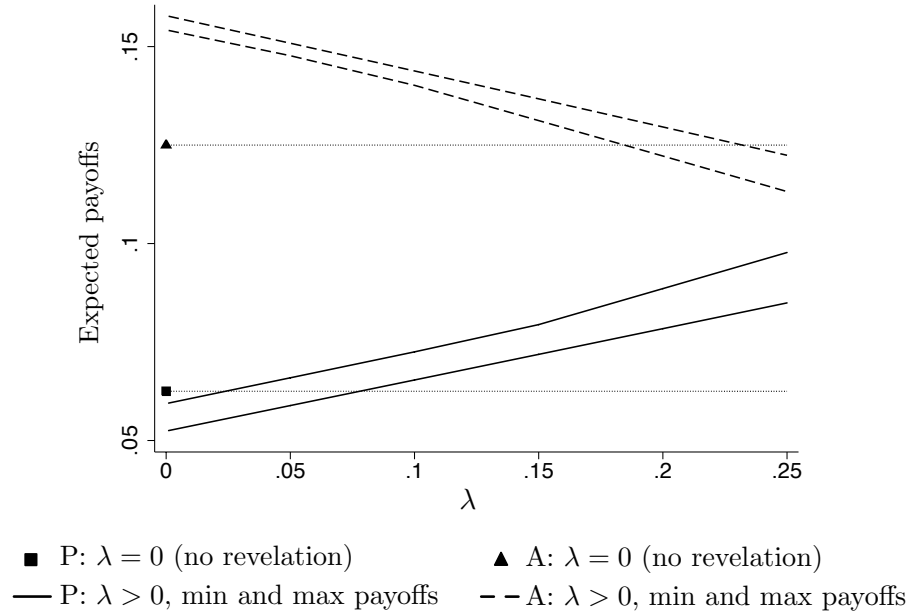 .15
.1
.05
Expected payoffs
0 .05 .1 .15 .2 .25
λ
P: λ = 0 (no revelation) A: λ = 0 (no revelation)
P: λ > 0, min and max payoffs A: λ > 0, min and max payoffs